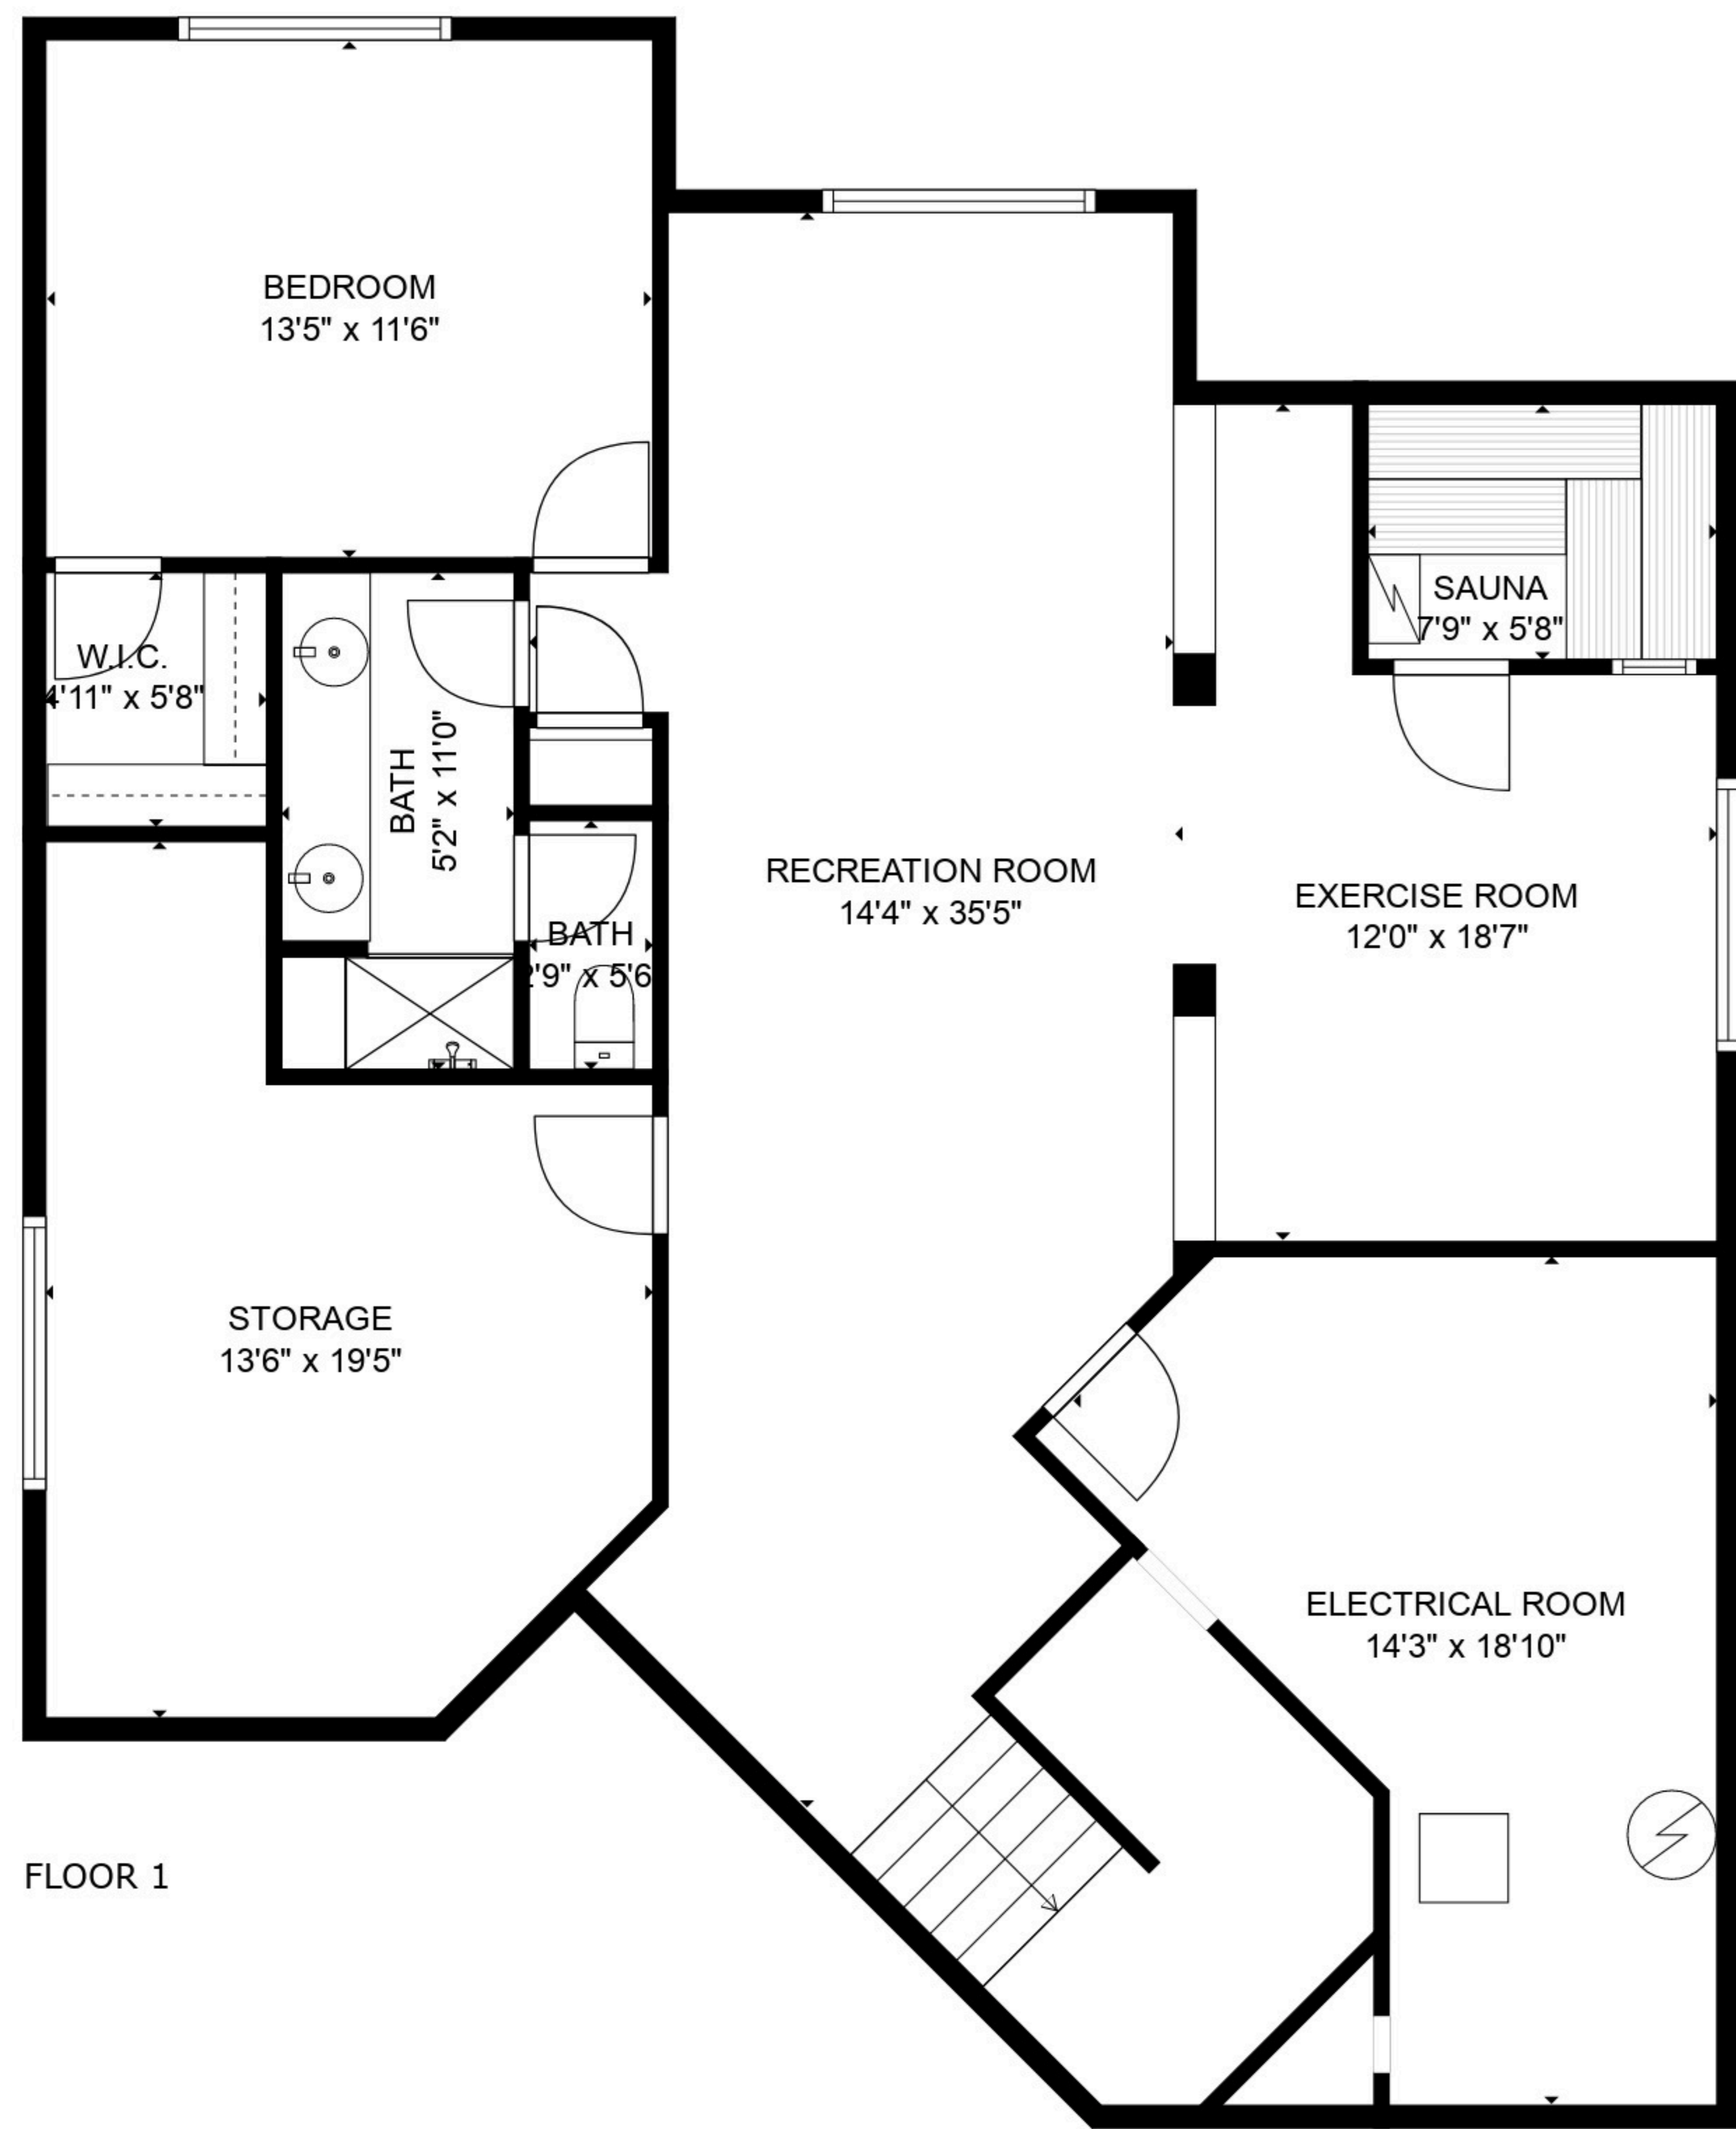 BEDROOM
13'5" x 11'6"
W.I.C.
4'11" x 5'8"
BATH
5'2" x 11'0"
BATH
2'9" x 5'6
RECREATION ROOM
14'4" x 35'5"
SAUNA
7'9" x 5'8"
EXERCISE ROOM
12'0" x 18'7"
STORAGE
13'6" x 19'5"
ELECTRICAL ROOM
14'3" x 18'10"
FLOOR 1